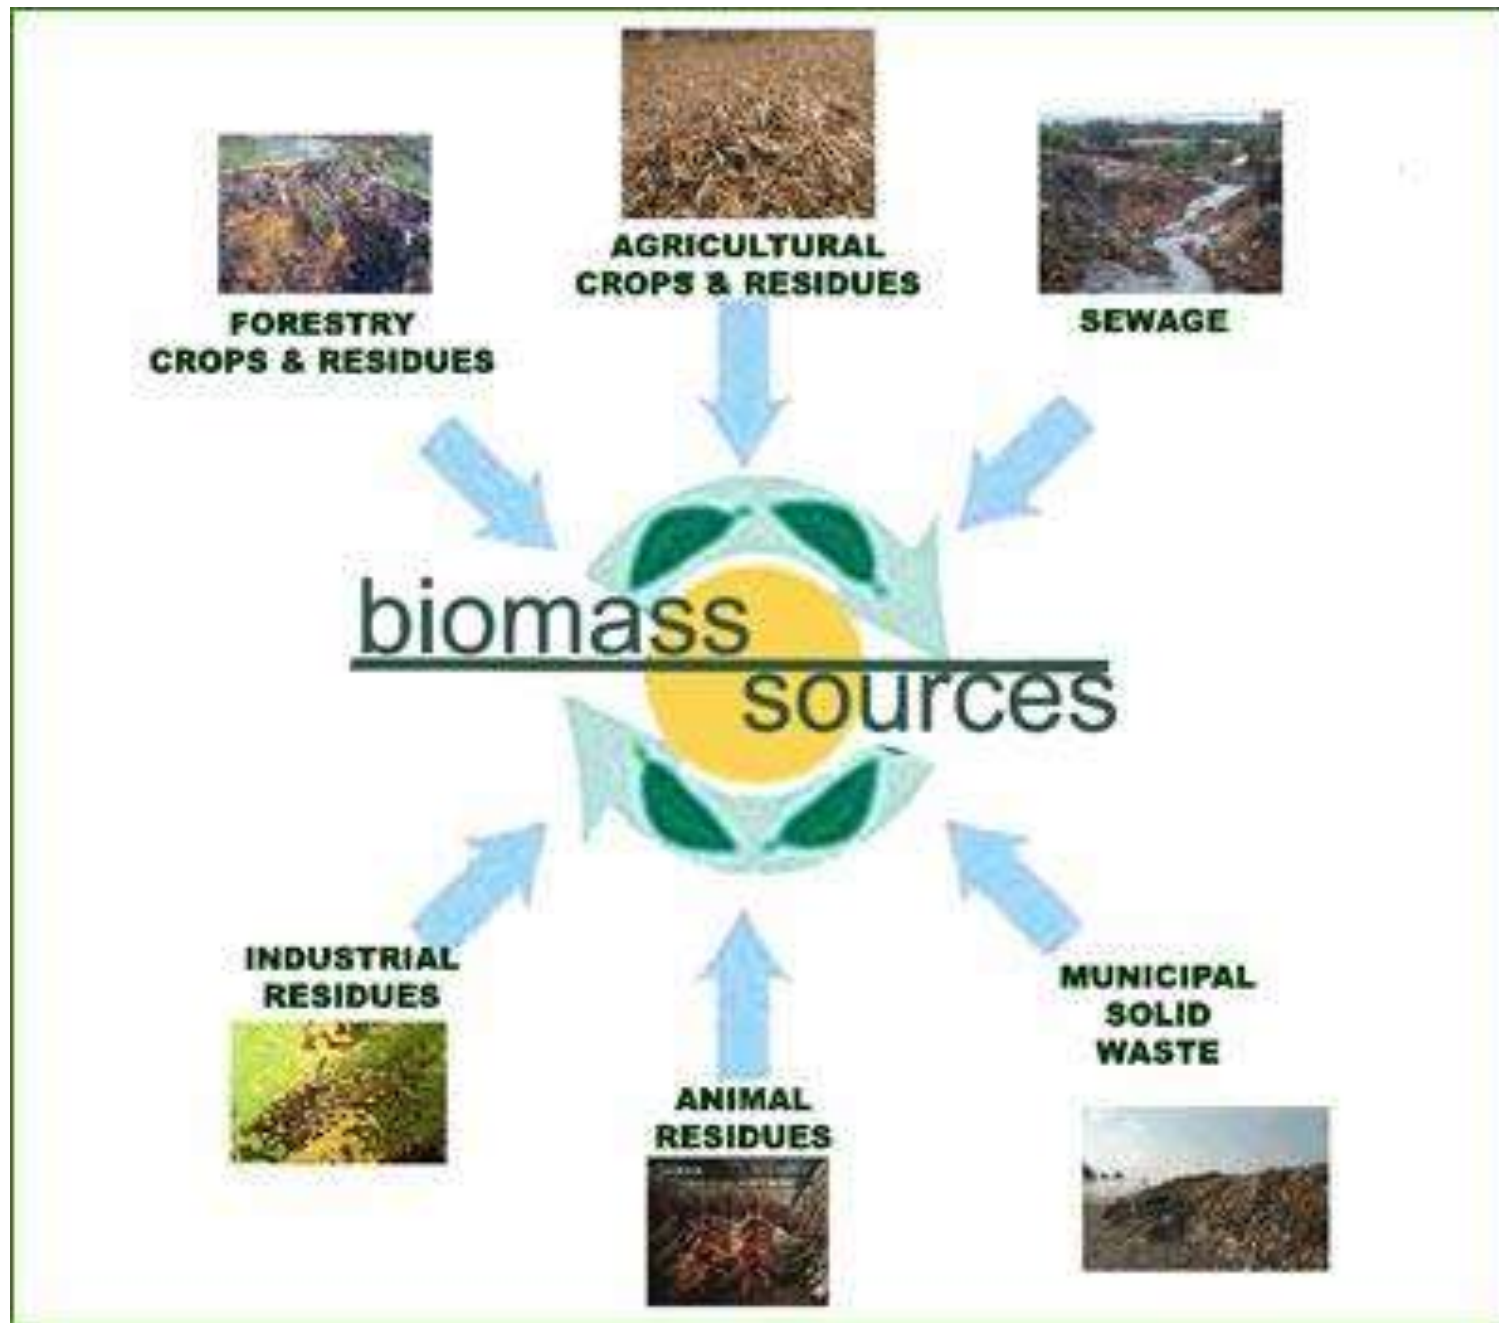 AGRICULTURAL
CROPS & RESIDUES
FORESTRY
CROPS & RESIDUES
SEWAGE
biomass
sources
INDUSTRIAL
RESIDUES
MUNICIPAL
SOLID
WASTE
ANIMAL
RESIDUES